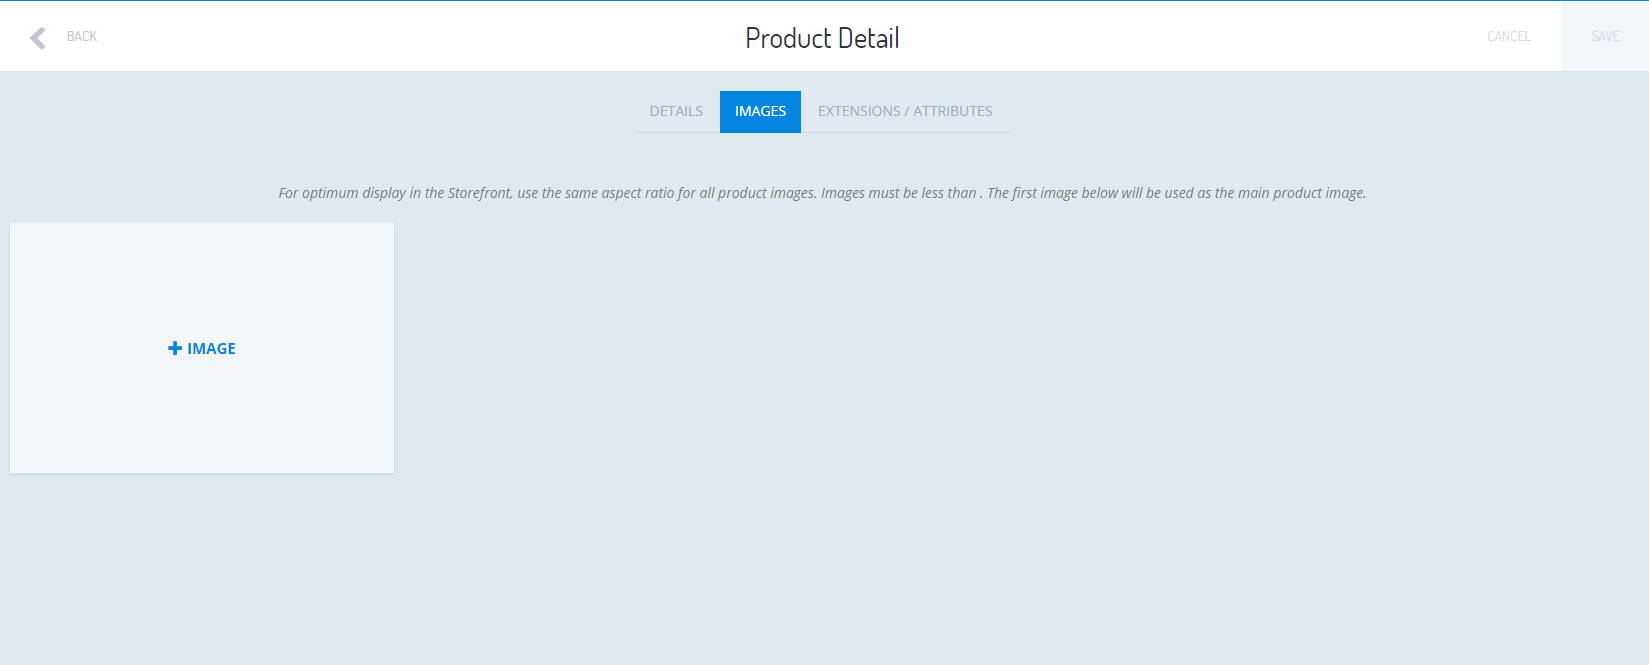 BACK
Product Detail
CANCEL
SAVE
DETAILS
IMAGES
EXTENSIONS / ATTRIBUTES
For optimum display in the Storefront, use the same aspect ratio for all product images. Images must be less than . The first image below will be used as the main product image.
IMAGE